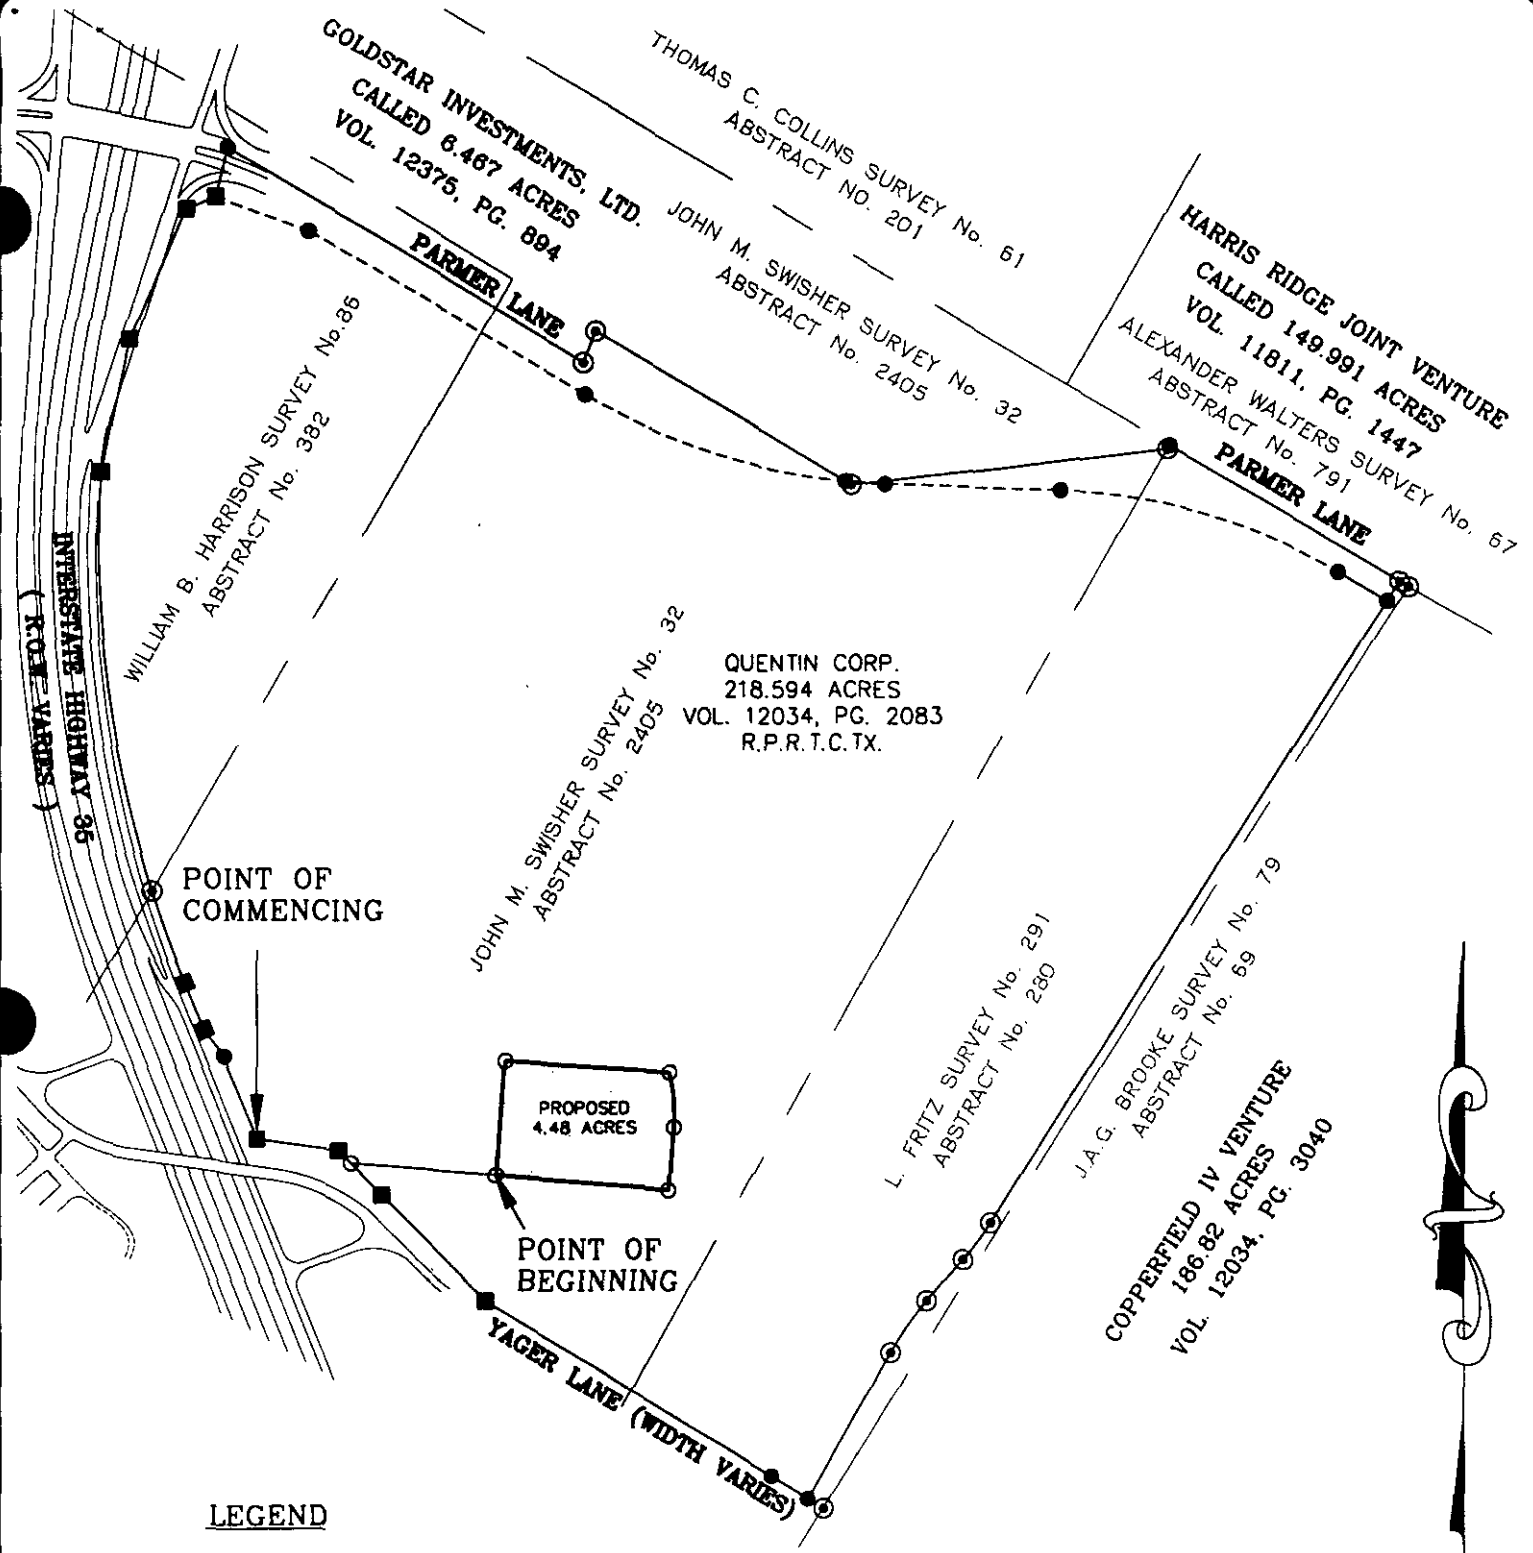 GOLDSTAR INVESTMENTS, LTD.
CALLED 6.467 ACRES
VOL. 12375, PG. 894
THOMAS C. COLLINS SURVEY No. 61
ABSTRACT NO. 201
JOHN M. SWISHER SURVEY No. 32
ABSTRACT No. 2405
HARRIS RIDGE JOINT VENTURE
CALLED 149.991 ACRES
VOL. 11811, PG. 1447
ALEXANDER WALTERS SURVEY No. 67
ABSTRACT No. 791
PARMER LANE
PARMER LANE
WILLIAM B. HARRISON SURVEY No.86
ABSTRACT No. 382
INTERSTATE HIGHWAY 35
( R.O.W. VARIES )
JOHN M. SWISHER SURVEY No. 32
ABSTRACT No. 2405
QUENTIN CORP.
218.594 ACRES
VOL. 12034, PG. 2083
R.P.R.T.C.TX.
POINT OF
COMMENCING
L. FRITZ SURVEY No. 291
ABSTRACT No. 280
J.A.G. BROOKE SURVEY No. 79
ABSTRACT No. 69
COPPERFIELD IV VENTURE
186.82 ACRES
VOL. 12034, PG. 3040
PROPOSED
4.48 ACRES
POINT OF
BEGINNING
YAGER LANE (WIDTH VARIES)
LEGEND